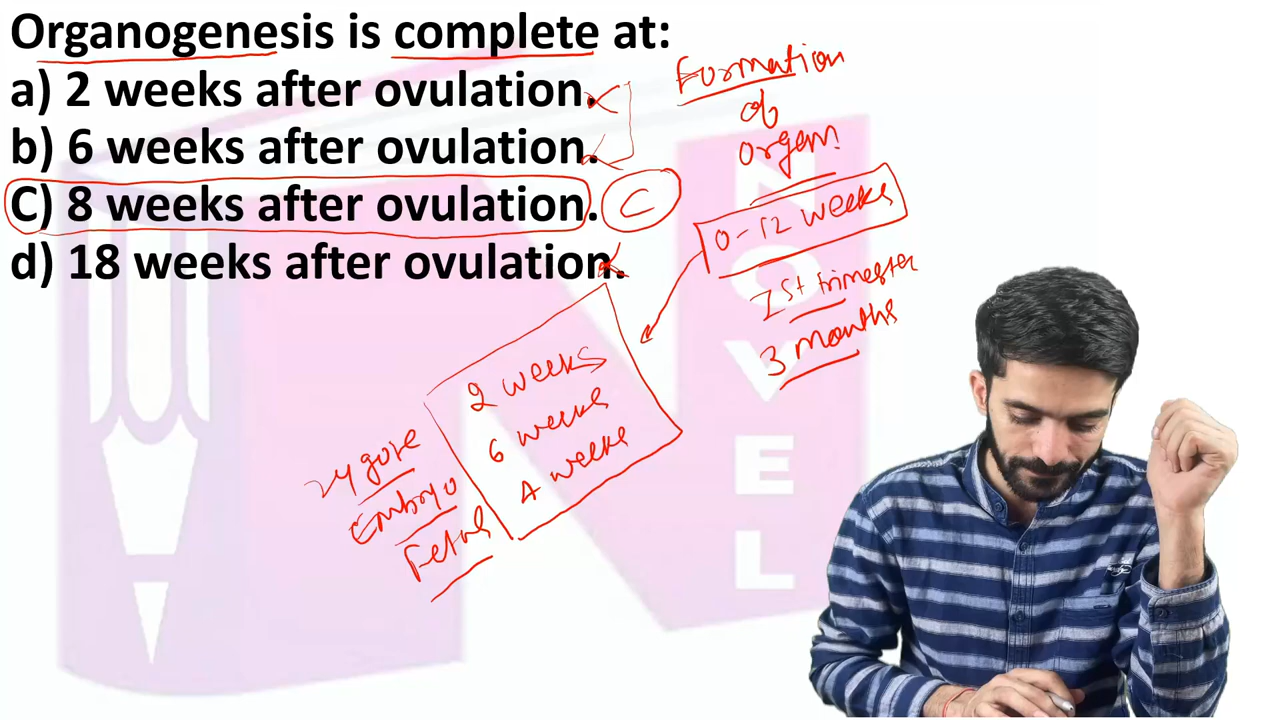 Organogenesis is complete at:
a) 2 weeks after ovulation.
b) 6 weeks after ovulation.
C) 8 weeks after ovulation.
d) 18 weeks after ovulation.
C
Formation
of
organ
0-12 weeks
1st trimester
3 months
2 weeks
6 weeks
4 weeks
zygote
Embryo
Fetal
NOVEL